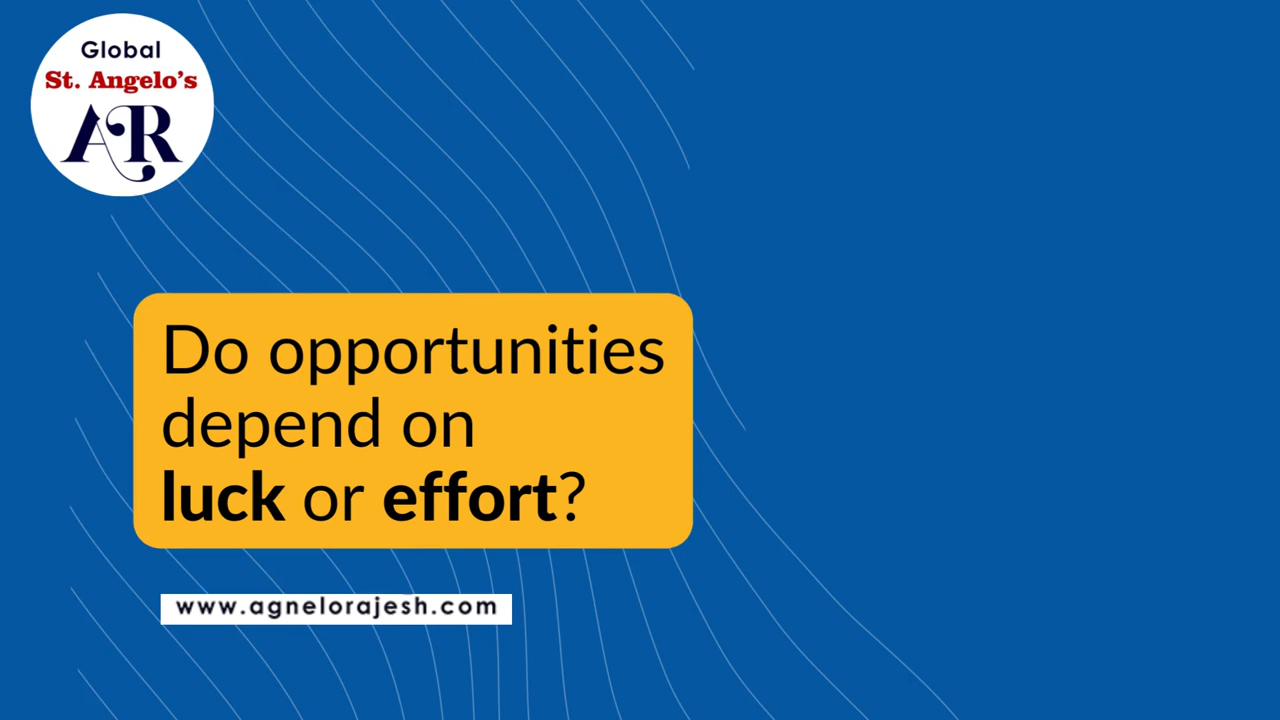 Global
St. Angelo's
AR
Do opportunities
depend on
luck or effort?
www.agnelorajesh.com